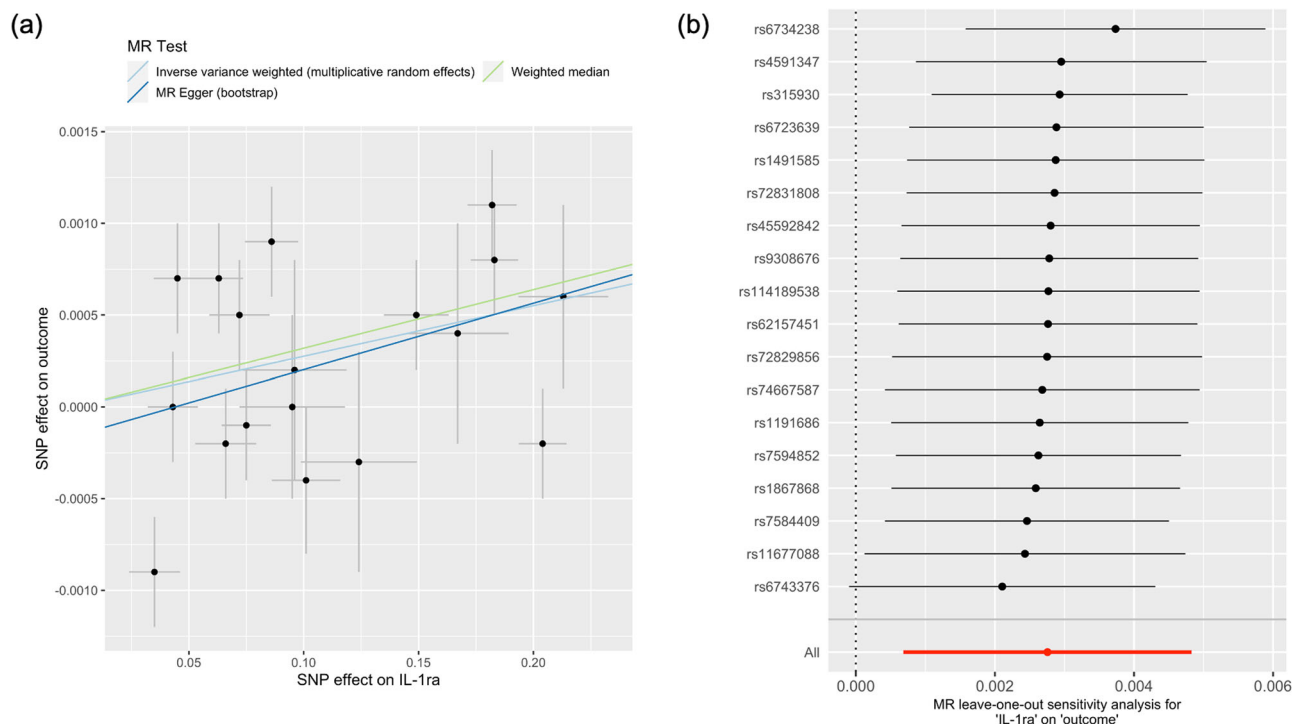 (a)
MR Test
Inverse variance weighted (multiplicative random effects)
Weighted median
MR Egger (bootstrap)
0.0015
0.0010
0.0005
0.0000
-0.0005
-0.0010
SNP effect on outcome
0.05
0.10
0.15
0.20
SNP effect on IL-1ra
(b)
rs6734238
rs4591347
rs315930
rs6723639
rs1491585
rs72831808
rs45592842
rs9308676
rs114189538
rs62157451
rs72829856
rs74667587
rs1191686
rs7594852
rs1867868
rs7584409
rs11677088
rs6743376
All
0.000
0.002
0.004
0.006
MR leave-one-out sensitivity analysis for
'IL-1ra' on 'outcome'